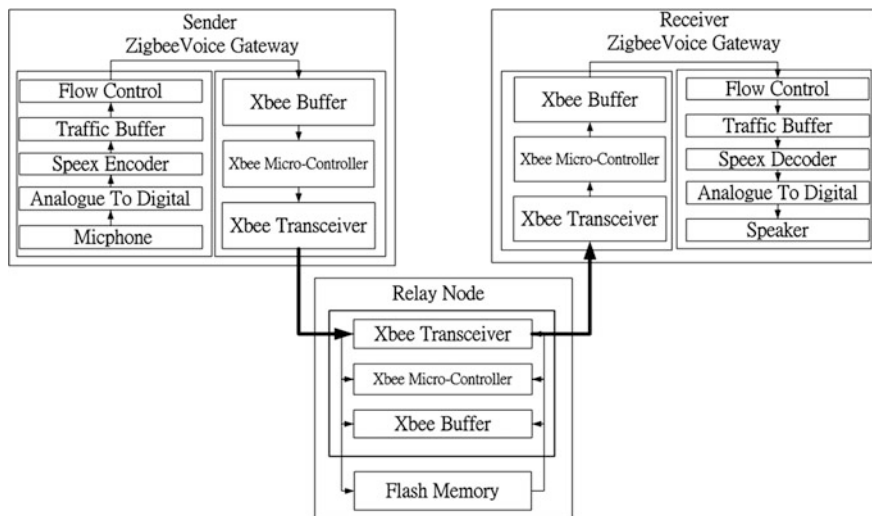 Sender
ZigbeeVoice Gateway
Flow Control
Traffic Buffer
Speex Encoder
Analogue To Digital
Micphone
Xbee Buffer
Xbee Micro-Controller
Xbee Transceiver
Receiver
ZigbeeVoice Gateway
Xbee Buffer
Xbee Micro-Controller
Xbee Transceiver
Flow Control
Traffic Buffer
Speex Decoder
Analogue To Digital
Speaker
Relay Node
Xbee Transceiver
Xbee Micro-Controller
Xbee Buffer
Flash Memory